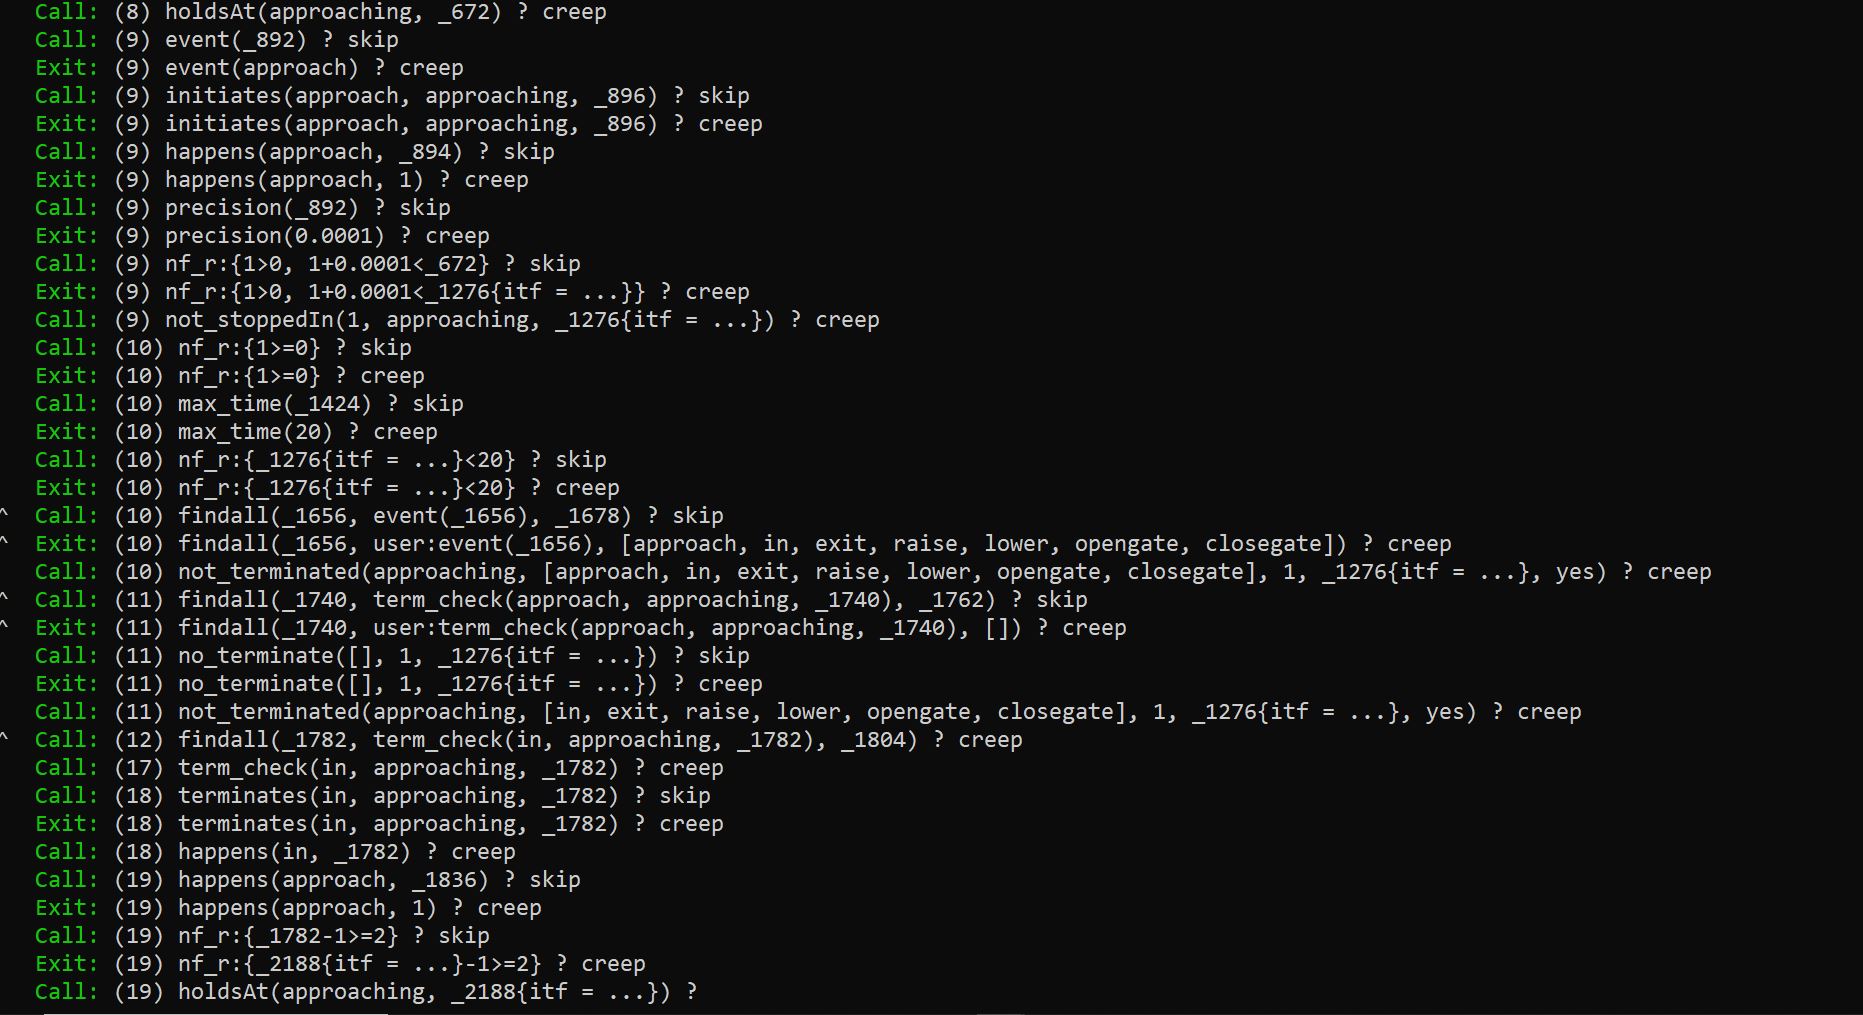 Call: (8) holdsAt(approaching, _672) ? creep
Call: (9) event(_892) ? skip
Exit: (9) event(approach) ? creep
Call: (9) initiates(approach, approaching, _896) ? skip
Exit: (9) initiates(approach, approaching, _896) ? creep
Call: (9) happens(approach, _894) ? skip
Exit: (9) happens(approach, 1) ? creep
Call: (9) precision(_892) ? skip
Exit: (9) precision(0.0001) ? creep
Call: (9) nf_r:{1>0, 1+0.0001<_672} ? skip
Exit: (9) nf_r:{1>0, 1+0.0001<_1276{itf = ...}} ? creep
Call: (9) not_stoppedIn(1, approaching, _1276{itf = ...}) ? creep
Call: (10) nf_r:{1>=0} ? skip
Exit: (10) nf_r:{1>=0} ? creep
Call: (10) max_time(_1424) ? skip
Exit: (10) max_time(20) ? creep
Call: (10) nf_r:{_1276{itf = ...}<20} ? skip
Exit: (10) nf_r:{_1276{itf = ...}<20} ? creep
^ Call: (10) findall(_1656, event(_1656), _1678) ? skip
^ Exit: (10) findall(_1656, user:event(_1656), [approach, in, exit, raise, lower, opengate, closegate]) ? creep
Call: (10) not_terminated(approaching, [approach, in, exit, raise, lower, opengate, closegate], 1, _1276{itf = ...}, yes) ? creep
^ Call: (11) findall(_1740, term_check(approach, approaching, _1740), _1762) ? skip
^ Exit: (11) findall(_1740, user:term_check(approach, approaching, _1740), []) ? creep
Call: (11) no_terminate([], 1, _1276{itf = ...}) ? skip
Exit: (11) no_terminate([], 1, _1276{itf = ...}) ? creep
Call: (11) not_terminated(approaching, [in, exit, raise, lower, opengate, closegate], 1, _1276{itf = ...}, yes) ? creep
^ Call: (12) findall(_1782, term_check(in, approaching, _1782), _1804) ? creep
Call: (17) term_check(in, approaching, _1782) ? creep
Call: (18) terminates(in, approaching, _1782) ? skip
Exit: (18) terminates(in, approaching, _1782) ? creep
Call: (18) happens(in, _1782) ? creep
Call: (19) happens(approach, _1836) ? skip
Exit: (19) happens(approach, 1) ? creep
Call: (19) nf_r:{_1782-1>=2} ? skip
Exit: (19) nf_r:{_2188{itf = ...}-1>=2} ? creep
Call: (19) holdsAt(approaching, _2188{itf = ...}) ?